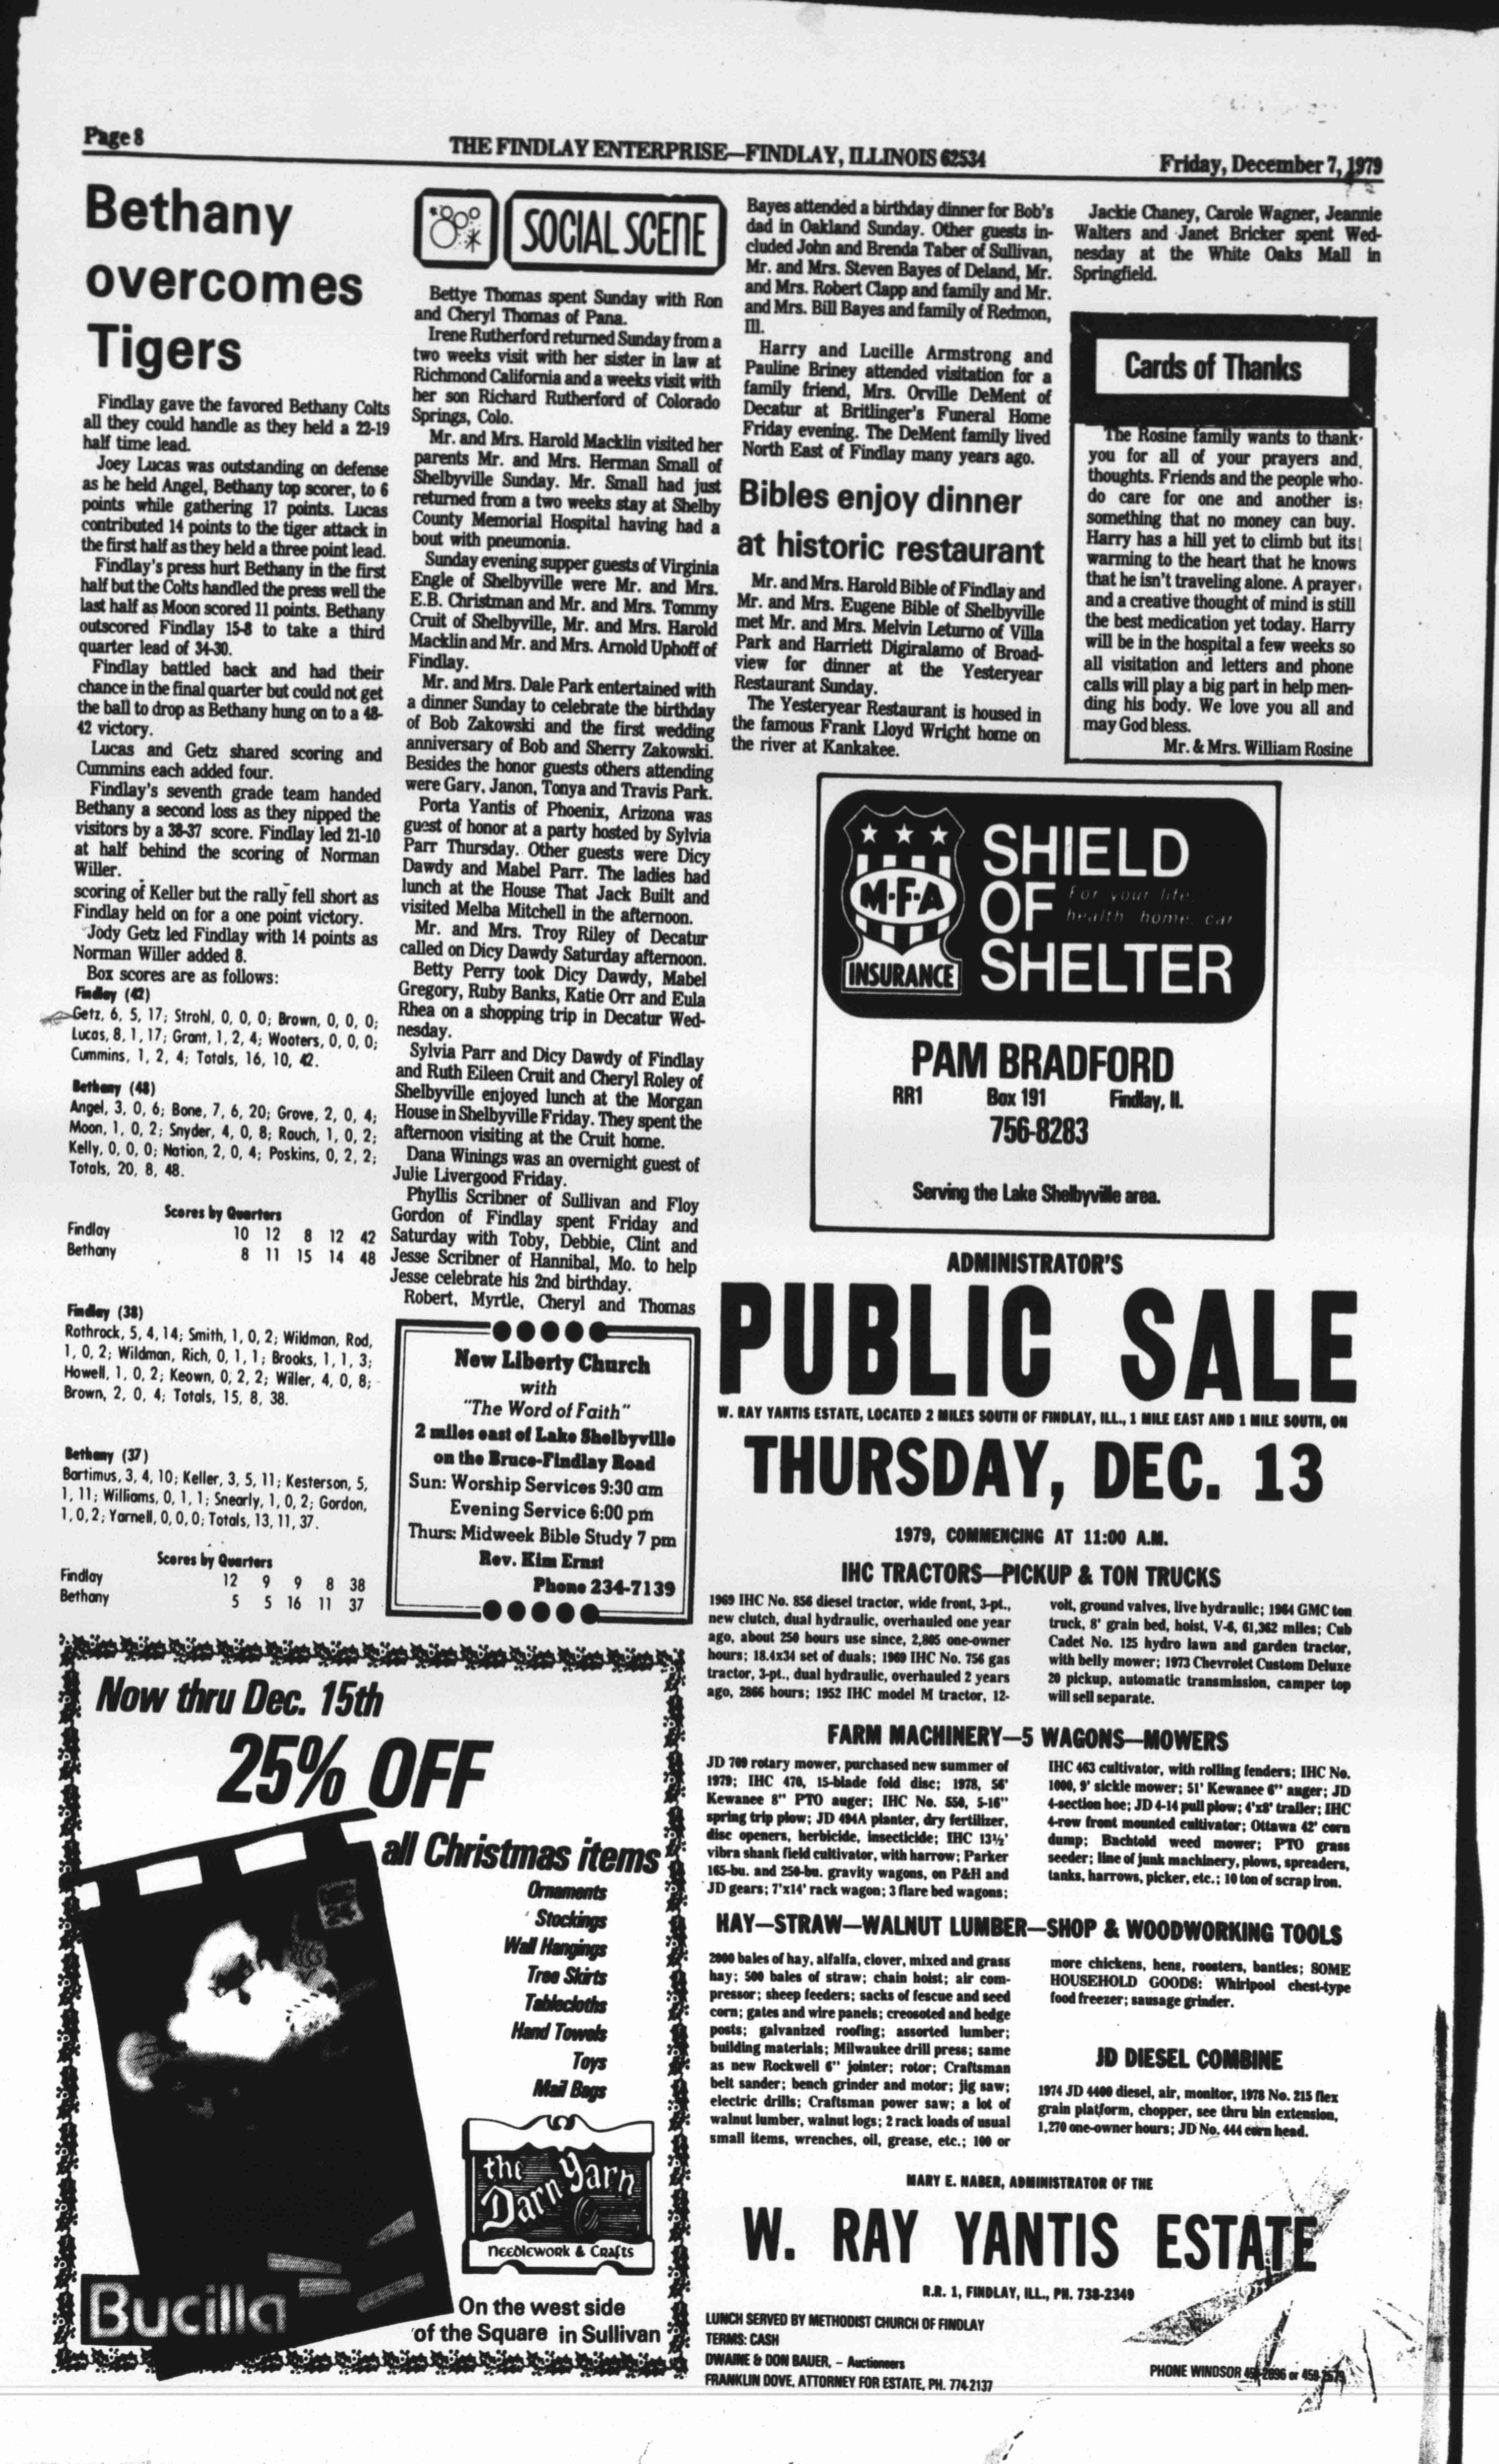 Page 8
THE FINDLAY ENTERPRISE—FINDLAY, ILLINOIS 62534
Friday, December 7, 1979
Bethany
overcomes
Tigers
Findlay gave the favored Bethany Colts
all they could handle as they held a 22-19
half time lead.
Joey Lucas was outstanding on defense
as he held Angel, Bethany top scorer, to 6
points while gathering 17 points. Lucas
contributed 14 points to the tiger attack in
the first half as they held a three point lead.
Findlay's press hurt Bethany in the first
half but the Colts handled the press well the
last half as Moon scored 11 points. Bethany
outscored Findlay 15-8 to take a third
quarter lead of 34-30.
Findlay battled back and had their
chance in the final quarter but could not get
the ball to drop as Bethany hung on to a 48-
42 victory.
Lucas and Getz shared scoring and
Cummins each added four.
Findlay's seventh grade team handed
Bethany a second loss as they nipped the
visitors by a 38-37 score. Findlay led 21-10
at half behind the scoring of Norman
Willer.
scoring of Keller but the rally fell short as
Findlay held on for a one point victory.
Jody Getz led Findlay with 14 points as
Norman Willer added 8.
Box scores are as follows:
Findlay (42)
Getz, 6, 5, 17; Strohl, 0, 0, 0; Brown, 0, 0, 0;
Lucas, 8, 1, 17; Grant, 1, 2, 4; Wooters, 0, 0, 0;
Cummins, 1, 2, 4; Totals, 16, 10, 42.
Bethany (48)
Angel, 3, 0, 6; Bone, 7, 6, 20; Grove, 2, 0, 4;
Moon, 1, 0, 2; Snyder, 4, 0, 8; Rauch, 1, 0, 2;
Kelly, 0, 0, 0; Nation, 2, 0, 4; Poskins, 0, 2, 2;
Totals, 20, 8, 48.
Scores by Quarters
Findlay 10 12 8 12 42
Bethany 8 11 15 14 48
Findlay (38)
Rothrock, 5, 4, 14; Smith, 1, 0, 2; Wildman, Rod,
1, 0, 2; Wildman, Rich, 0, 1, 1; Brooks, 1, 1, 3;
Howell, 1, 0, 2; Keown, 0, 2, 2; Willer, 4, 0, 8;
Brown, 2, 0, 4; Totals, 15, 8, 38.
Bethany (37)
Bartimus, 3, 4, 10; Keller, 3, 5, 11; Kesterson, 5,
1, 11; Williams, 0, 1, 1; Snearly, 1, 0, 2; Gordon,
1, 0, 2; Yarnell, 0, 0, 0; Totals, 13, 11, 37.
Scores by Quarters
Findlay 12 9 9 8 38
Bethany 5 5 16 11 37
SOCIAL SCENE
Bettye Thomas spent Sunday with Ron
and Cheryl Thomas of Pana.
Irene Rutherford returned Sunday from a
two weeks visit with her sister in law at
Richmond California and a weeks visit with
her son Richard Rutherford of Colorado
Springs, Colo.
Mr. and Mrs. Harold Macklin visited her
parents Mr. and Mrs. Herman Small of
Shelbyville Sunday. Mr. Small had just
returned from a two weeks stay at Shelby
County Memorial Hospital having had a
bout with pneumonia.
Sunday evening supper guests of Virginia
Engle of Shelbyville were Mr. and Mrs.
E.B. Christman and Mr. and Mrs. Tommy
Cruit of Shelbyville, Mr. and Mrs. Harold
Macklin and Mr. and Mrs. Arnold Uphoff of
Findlay.
Mr. and Mrs. Dale Park entertained with
a dinner Sunday to celebrate the birthday
of Bob Zakowski and the first wedding
anniversary of Bob and Sherry Zakowski.
Besides the honor guests others attending
were Gary, Janon, Tonya and Travis Park.
Porta Yantis of Phoenix, Arizona was
guest of honor at a party hosted by Sylvia
Parr Thursday. Other guests were Dicy
Dawdy and Mabel Parr. The ladies had
lunch at the House That Jack Built and
visited Melba Mitchell in the afternoon.
Mr. and Mrs. Troy Riley of Decatur
called on Dicy Dawdy Saturday afternoon.
Betty Perry took Dicy Dawdy, Mabel
Gregory, Ruby Banks, Katie Orr and Eula
Rhea on a shopping trip in Decatur Wed-
nesday.
Sylvia Parr and Dicy Dawdy of Findlay
and Ruth Eileen Cruit and Cheryl Roley of
Shelbyville enjoyed lunch at the Morgan
House in Shelbyville Friday. They spent the
afternoon visiting at the Cruit home.
Dana Winings was an overnight guest of
Julie Livergood Friday.
Phyllis Scribner of Sullivan and Floy
Gordon of Findlay spent Friday and
Saturday with Toby, Debbie, Clint and
Jesse Scribner of Hannibal, Mo. to help
Jesse celebrate his 2nd birthday.
Robert, Myrtle, Cheryl and Thomas
Bayes attended a birthday dinner for Bob's
dad in Oakland Sunday. Other guests in-
cluded John and Brenda Taber of Sullivan,
Mr. and Mrs. Steven Bayes of Deland, Mr.
and Mrs. Robert Clapp and family and Mr.
and Mrs. Bill Bayes and family of Redmon,
Ill.
Harry and Lucille Armstrong and
Pauline Briney attended visitation for a
family friend, Mrs. Orville DeMent of
Decatur at Britlinger's Funeral Home
Friday evening. The DeMent family lived
North East of Findlay many years ago.
Jackie Chaney, Carole Wagner, Jeannie
Walters and Janet Bricker spent Wed-
nesday at the White Oaks Mall in
Springfield.
Bibles enjoy dinner
at historic restaurant
Mr. and Mrs. Harold Bible of Findlay and
Mr. and Mrs. Eugene Bible of Shelbyville
met Mr. and Mrs. Melvin Leturno of Villa
Park and Harriett Digiralamo of Broad-
view for dinner at the Yesteryear
Restaurant Sunday.
The Yesteryear Restaurant is housed in
the famous Frank Lloyd Wright home on
the river at Kankakee.
Cards of Thanks
The Rosine family wants to thank
you for all of your prayers and
thoughts. Friends and the people who
do care for one and another is
something that no money can buy.
Harry has a hill yet to climb but its
warming to the heart that he knows
that he isn't traveling alone. A prayer
and a creative thought of mind is still
the best medication yet today. Harry
will be in the hospital a few weeks so
all visitation and letters and phone
calls will play a big part in help men-
ding his body. We love you all and
may God bless.
Mr. & Mrs. William Rosine
M·F·A
INSURANCE
SHIELD
OF
For your life
health home car
SHELTER
PAM BRADFORD
RR1 Box 191 Findlay, Il.
756-8283
Serving the Lake Shelbyville area.
New Liberty Church
with
"The Word of Faith"
2 miles east of Lake Shelbyville
on the Bruce-Findlay Road
Sun: Worship Services 9:30 am
Evening Service 6:00 pm
Thurs: Midweek Bible Study 7 pm
Rev. Kim Ernst
Phone 234-7139
Now thru Dec. 15th
25% OFF
all Christmas items
Ornaments
Stockings
Wall Hangings
Tree Skirts
Tablecloths
Hand Towels
Toys
Mail Bags
the
Darn Yarn
Needlework & Crafts
Bucilla
On the west side
of the Square in Sullivan
ADMINISTRATOR'S
PUBLIC SALE
W. RAY YANTIS ESTATE, LOCATED 2 MILES SOUTH OF FINDLAY, ILL., 1 MILE EAST AND 1 MILE SOUTH, ON
THURSDAY, DEC. 13
1979, COMMENCING AT 11:00 A.M.
IHC TRACTORS—PICKUP & TON TRUCKS
1969 IHC No. 856 diesel tractor, wide front, 3-pt.,
new clutch, dual hydraulic, overhauled one year
ago, about 250 hours use since, 2,805 one-owner
hours; 18.4x34 set of duals; 1969 IHC No. 756 gas
tractor, 3-pt., dual hydraulic, overhauled 2 years
ago, 2866 hours; 1952 IHC model M tractor, 12-
volt, ground valves, live hydraulic; 1964 GMC ton
truck, 8' grain bed, hoist, V-6, 61,362 miles; Cub
Cadet No. 125 hydro lawn and garden tractor,
with belly mower; 1973 Chevrolet Custom Deluxe
20 pickup, automatic transmission, camper top
will sell separate.
FARM MACHINERY—5 WAGONS—MOWERS
JD 709 rotary mower, purchased new summer of
1979; IHC 470, 15-blade fold disc; 1978, 56'
Kewanee 8" PTO auger; IHC No. 550, 5-16"
spring trip plow; JD 494A planter, dry fertilizer,
disc openers, herbicide, insecticide; IHC 13½'
vibra shank field cultivator, with harrow; Parker
165-bu. and 250-bu. gravity wagons, on P&H and
JD gears; 7'x14' rack wagon; 3 flare bed wagons;
IHC 463 cultivator, with rolling fenders; IHC No.
1000, 9' sickle mower; 51' Kewanee 6" auger; JD
4-section hoe; JD 4-14 pull plow; 4'x8' trailer; IHC
4-row front mounted cultivator; Ottawa 42' corn
dump; Bachtold weed mower; PTO grass
seeder; line of junk machinery, plows, spreaders,
tanks, harrows, picker, etc.; 10 ton of scrap iron.
HAY—STRAW—WALNUT LUMBER—SHOP & WOODWORKING TOOLS
2000 bales of hay, alfalfa, clover, mixed and grass
hay; 500 bales of straw; chain hoist; air com-
pressor; sheep feeders; sacks of fescue and seed
corn; gates and wire panels; creosoted and hedge
posts; galvanized roofing; assorted lumber;
building materials; Milwaukee drill press; same
as new Rockwell 6" jointer; rotor; Craftsman
belt sander; bench grinder and motor; jig saw;
electric drills; Craftsman power saw; a lot of
walnut lumber, walnut logs; 2 rack loads of usual
small items, wrenches, oil, grease, etc.; 100 or
more chickens, hens, roosters, banties; SOME
HOUSEHOLD GOODS: Whirlpool chest-type
food freezer; sausage grinder.
JD DIESEL COMBINE
1974 JD 4400 diesel, air, monitor, 1978 No. 215 flex
grain platform, chopper, see thru bin extension,
1,270 one-owner hours; JD No. 444 corn head.
MARY E. NABER, ADMINISTRATOR OF THE
W. RAY YANTIS ESTATE
R.R. 1, FINDLAY, ILL., PH. 738-2349
LUNCH SERVED BY METHODIST CHURCH OF FINDLAY
TERMS: CASH
DWAINE & DON BAUER, – Auctioneers
FRANKLIN DOVE, ATTORNEY FOR ESTATE, PH. 774-2137
PHONE WINDSOR or